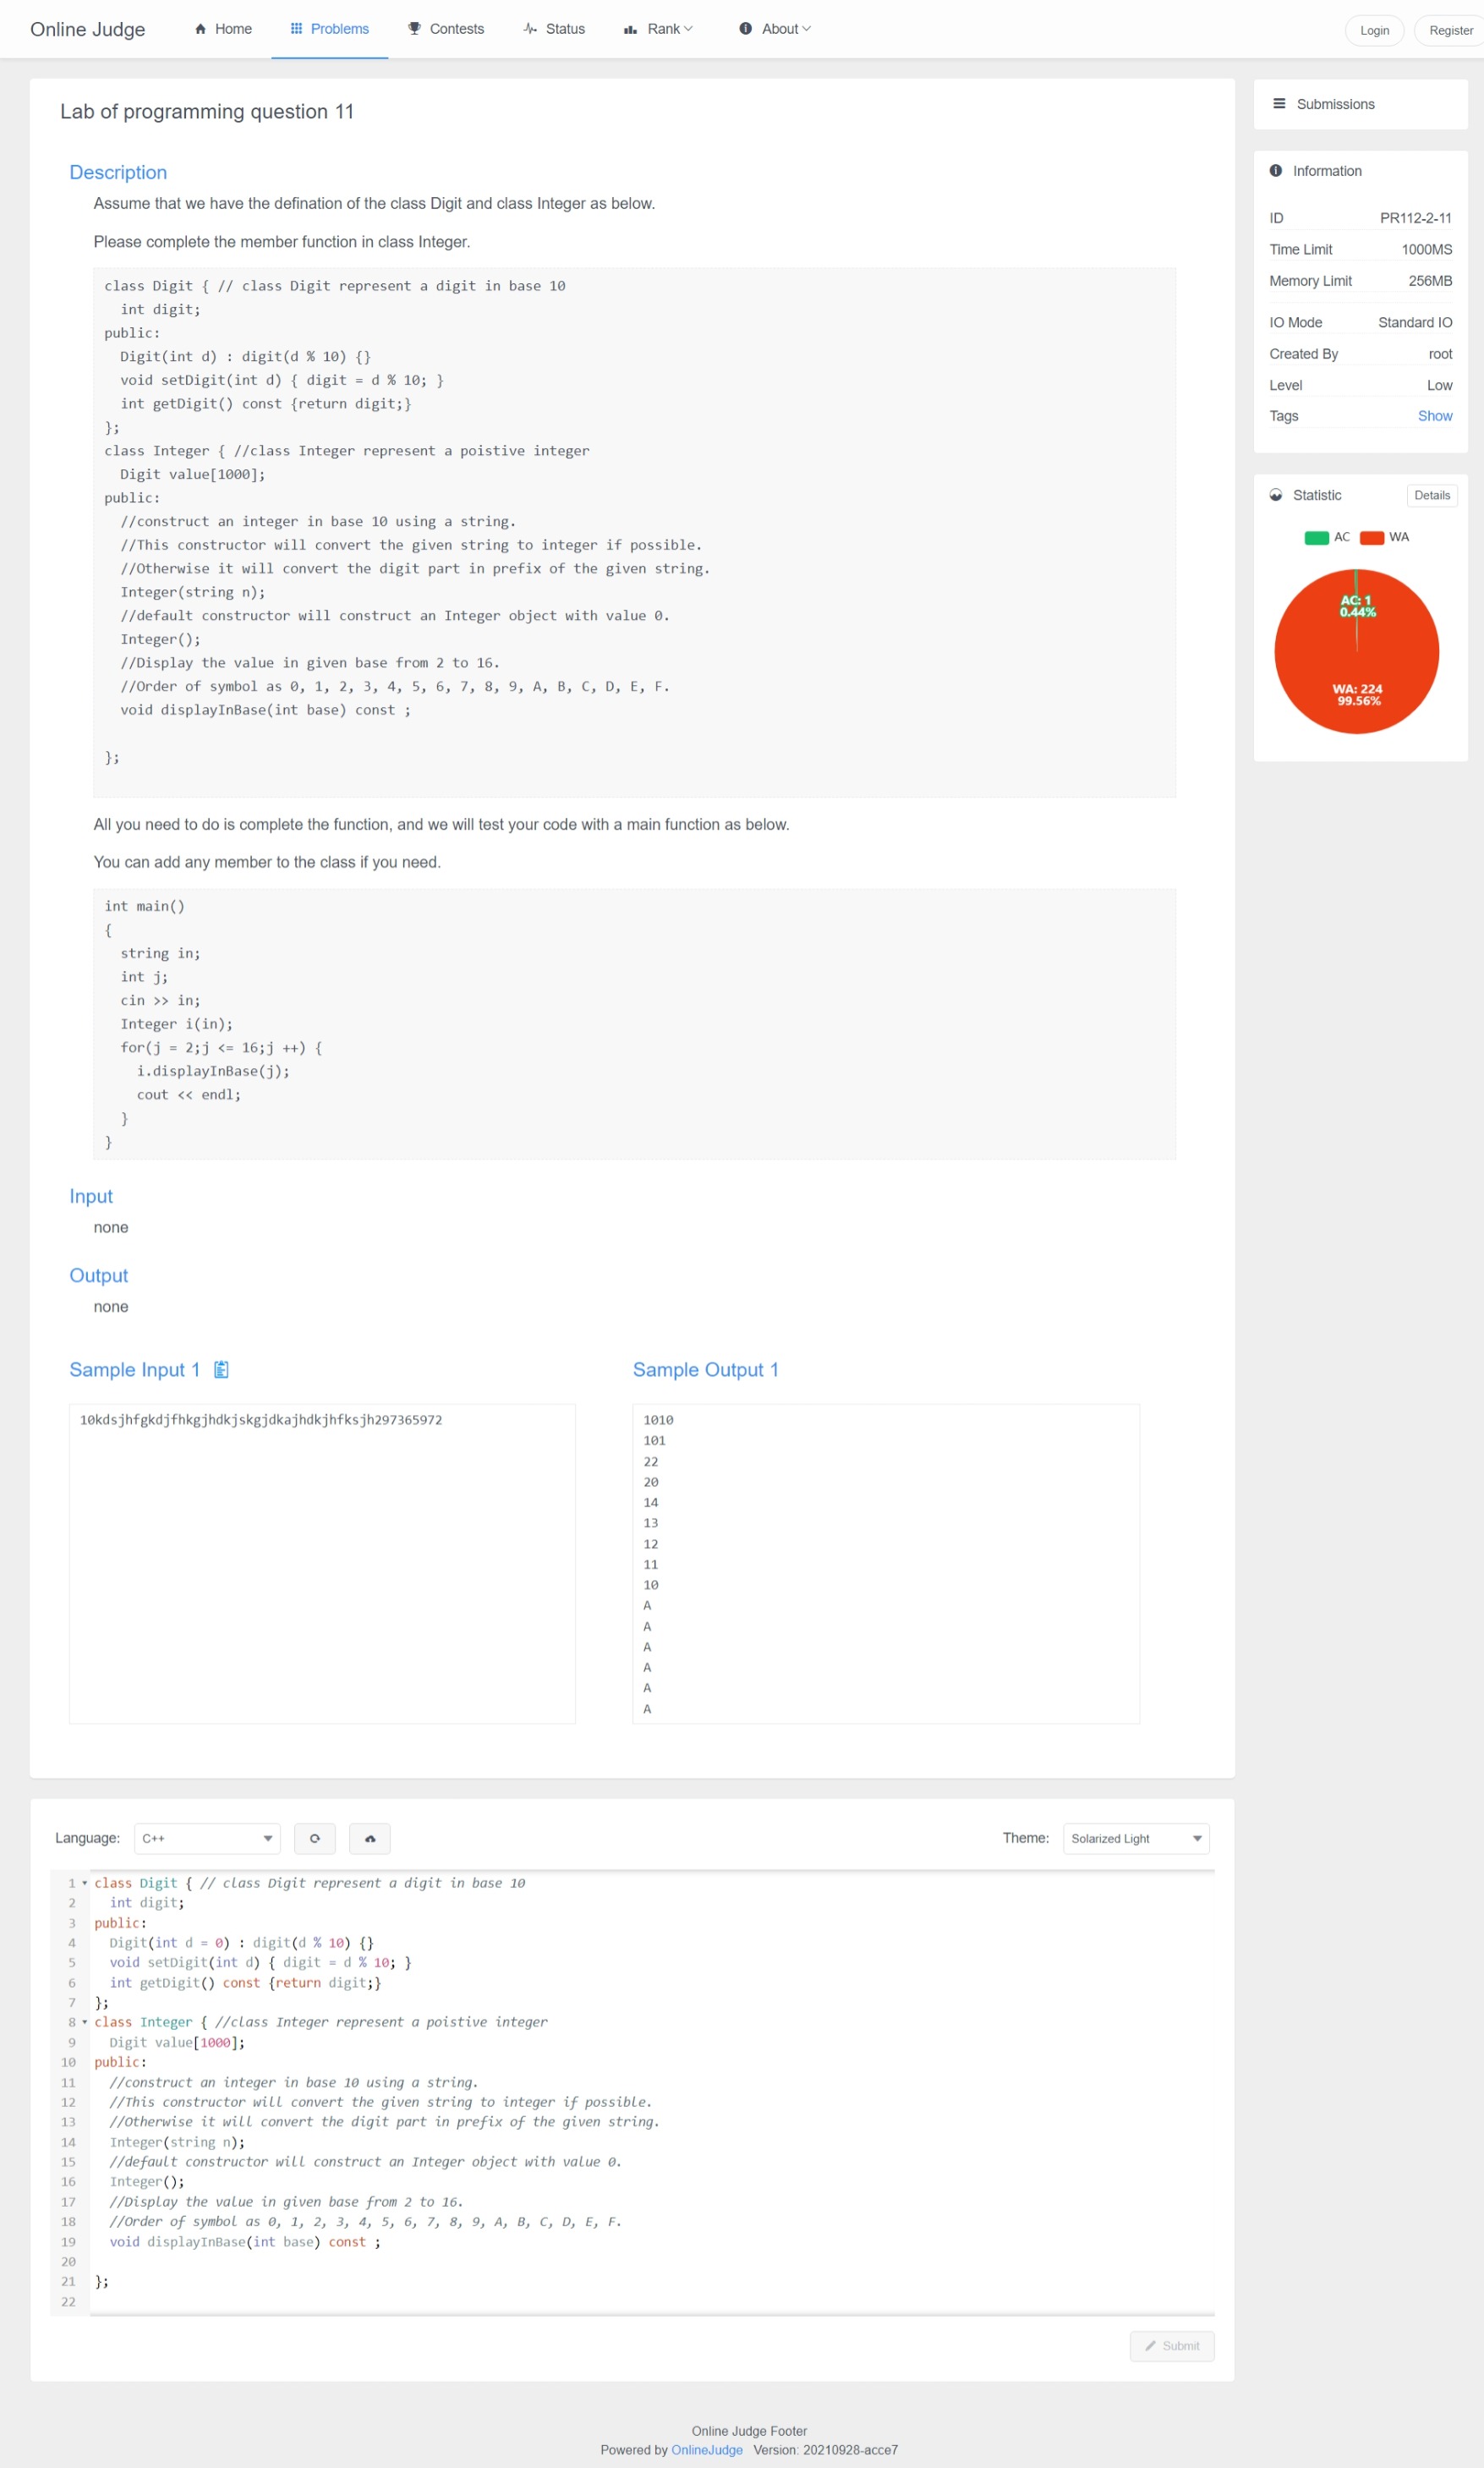 Online Judge Home Problems Contests Status Rank About Login Register
Lab of programming question 11
Description
Assume that we have the defination of the class Digit and class Integer as below.
Please complete the member function in class Integer.
class Digit { // class Digit represent a digit in base 10
  int digit;
public:
  Digit(int d) : digit(d % 10) {}
  void setDigit(int d) { digit = d % 10; }
  int getDigit() const {return digit;}
};
class Integer { //class Integer represent a poistive integer
  Digit value[1000];
public:
  //construct an integer in base 10 using a string.
  //This constructor will convert the given string to integer if possible.
  //Otherwise it will convert the digit part in prefix of the given string.
  Integer(string n);
  //default constructor will construct an Integer object with value 0.
  Integer();
  //Display the value in given base from 2 to 16.
  //Order of symbol as 0, 1, 2, 3, 4, 5, 6, 7, 8, 9, A, B, C, D, E, F.
  void displayInBase(int base) const ;
};
All you need to do is complete the function, and we will test your code with a main function as below.
You can add any member to the class if you need.
int main()
{
  string in;
  int j;
  cin >> in;
  Integer i(in);
  for(j = 2;j <= 16;j ++) {
    i.displayInBase(j);
    cout << endl;
  }
}
Input
none
Output
none
Sample Input 1
10kdsjhfgkdjfhkgjhdkjskgjdkajhdkjhfksjh297365972
Sample Output 1
1010
101
22
20
14
13
12
11
10
A
A
A
A
A
A
Submissions
Information
ID PR112-2-11
Time Limit 1000MS
Memory Limit 256MB
IO Mode Standard IO
Created By root
Level Low
Tags Show
Statistic Details
AC WA
AC: 1
0.44%
WA: 224
99.56%
Language: C++ Theme: Solarized Light
1 class Digit { // class Digit represent a digit in base 10
2   int digit;
3 public:
4   Digit(int d = 0) : digit(d % 10) {}
5   void setDigit(int d) { digit = d % 10; }
6   int getDigit() const {return digit;}
7 };
8 class Integer { //class Integer represent a poistive integer
9   Digit value[1000];
10 public:
11   //construct an integer in base 10 using a string.
12   //This constructor will convert the given string to integer if possible.
13   //Otherwise it will convert the digit part in prefix of the given string.
14   Integer(string n);
15   //default constructor will construct an Integer object with value 0.
16   Integer();
17   //Display the value in given base from 2 to 16.
18   //Order of symbol as 0, 1, 2, 3, 4, 5, 6, 7, 8, 9, A, B, C, D, E, F.
19   void displayInBase(int base) const ;
20
21 };
22
Submit
Online Judge Footer
Powered by OnlineJudge Version: 20210928-acce7